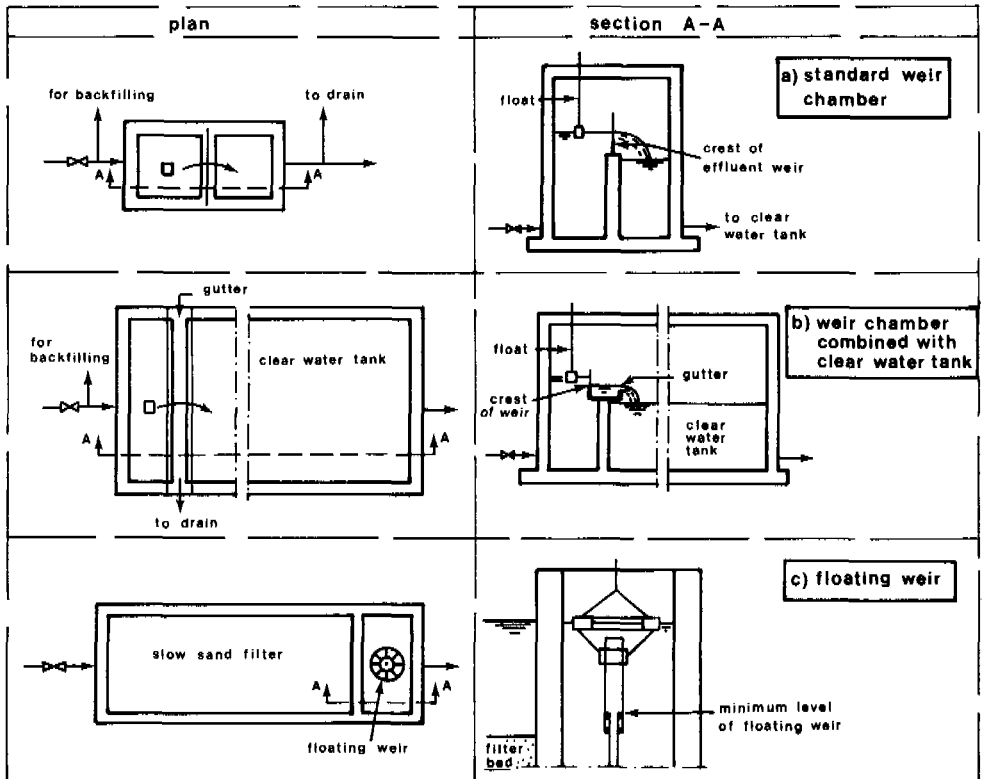 plan
section A-A
for backfilling
to drain
A
A
float
a) standard weir
chamber
crest of
effluent weir
to clear
water tank
gutter
for
backfilling
clear water tank
A
A
to drain
float
gutter
crest
of weir
clear
water
tank
b) weir chamber
combined with
clear water tank
slow sand filter
A
A
floating weir
c) floating weir
minimum level
of floating weir
filter
bed